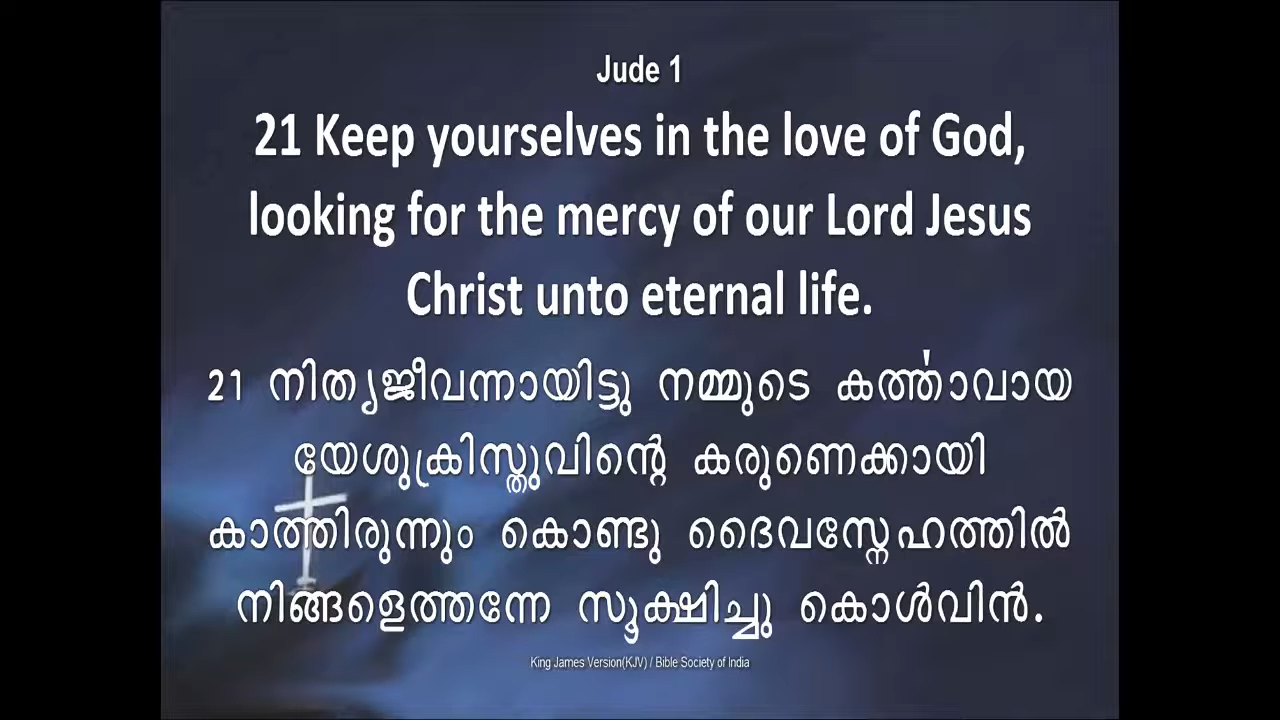 Jude 1
21 Keep yourselves in the love of God,
looking for the mercy of our Lord Jesus
Christ unto eternal life.
21 നിത്യജീവന്നായിട്ടു നമ്മുടെ കർത്താവായ
യേശുക്രിസ്തുവിന്റെ കരുണെക്കായി
കാത്തിരുന്നും കൊണ്ടു ദൈവസ്നേഹത്തിൽ
നിങ്ങളെത്തന്നേ സൂക്ഷിച്ചു കൊൾവിൻ.
King James Version(KJV) / Bible Society of India